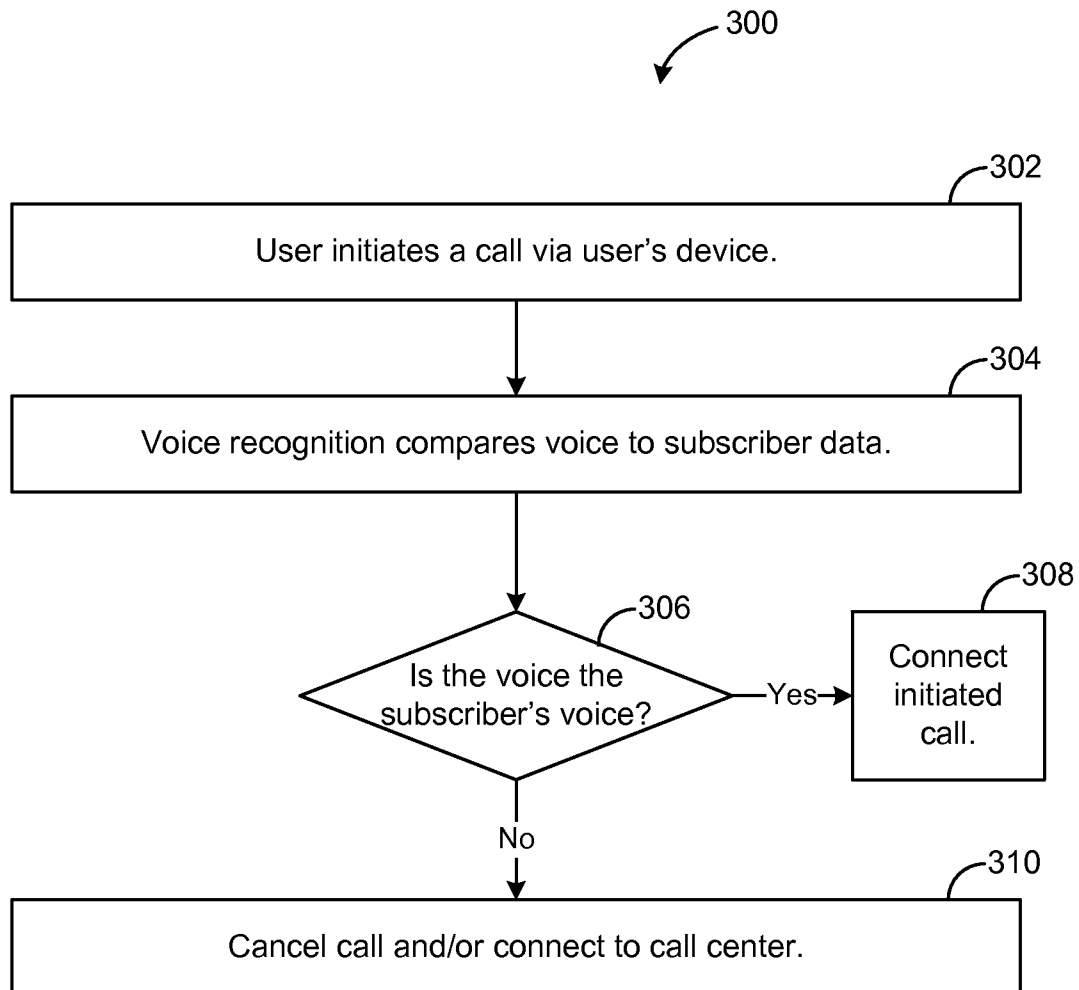 300
302
User initiates a call via user's device.
304
Voice recognition compares voice to subscriber data.
306
Is the voice the
subscriber's voice?
Yes
308
Connect
initiated
call.
No
310
Cancel call and/or connect to call center.